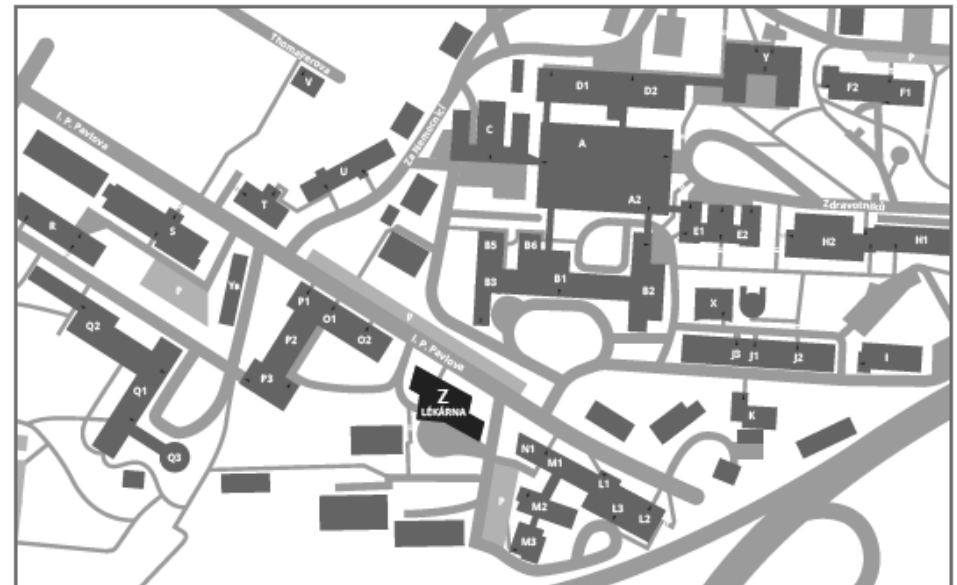 Thomayerova
V
I. P. Pavlova
Za Nemocnicí
D1
D2
Y
P
F2
F1
C
A
U
T
A2
Zdravotníků
R
S
E1
E2
H2
H1
B5
B6
B3
B1
B2
P
Ya
P1
O1
O2
P2
P
I. P. Pavlova
X
Q2
P3
J3
J1
J2
I
Q1
Z
LÉKÁRNA
K
Q3
N1
M1
L1
P
M2
L3
L2
M3